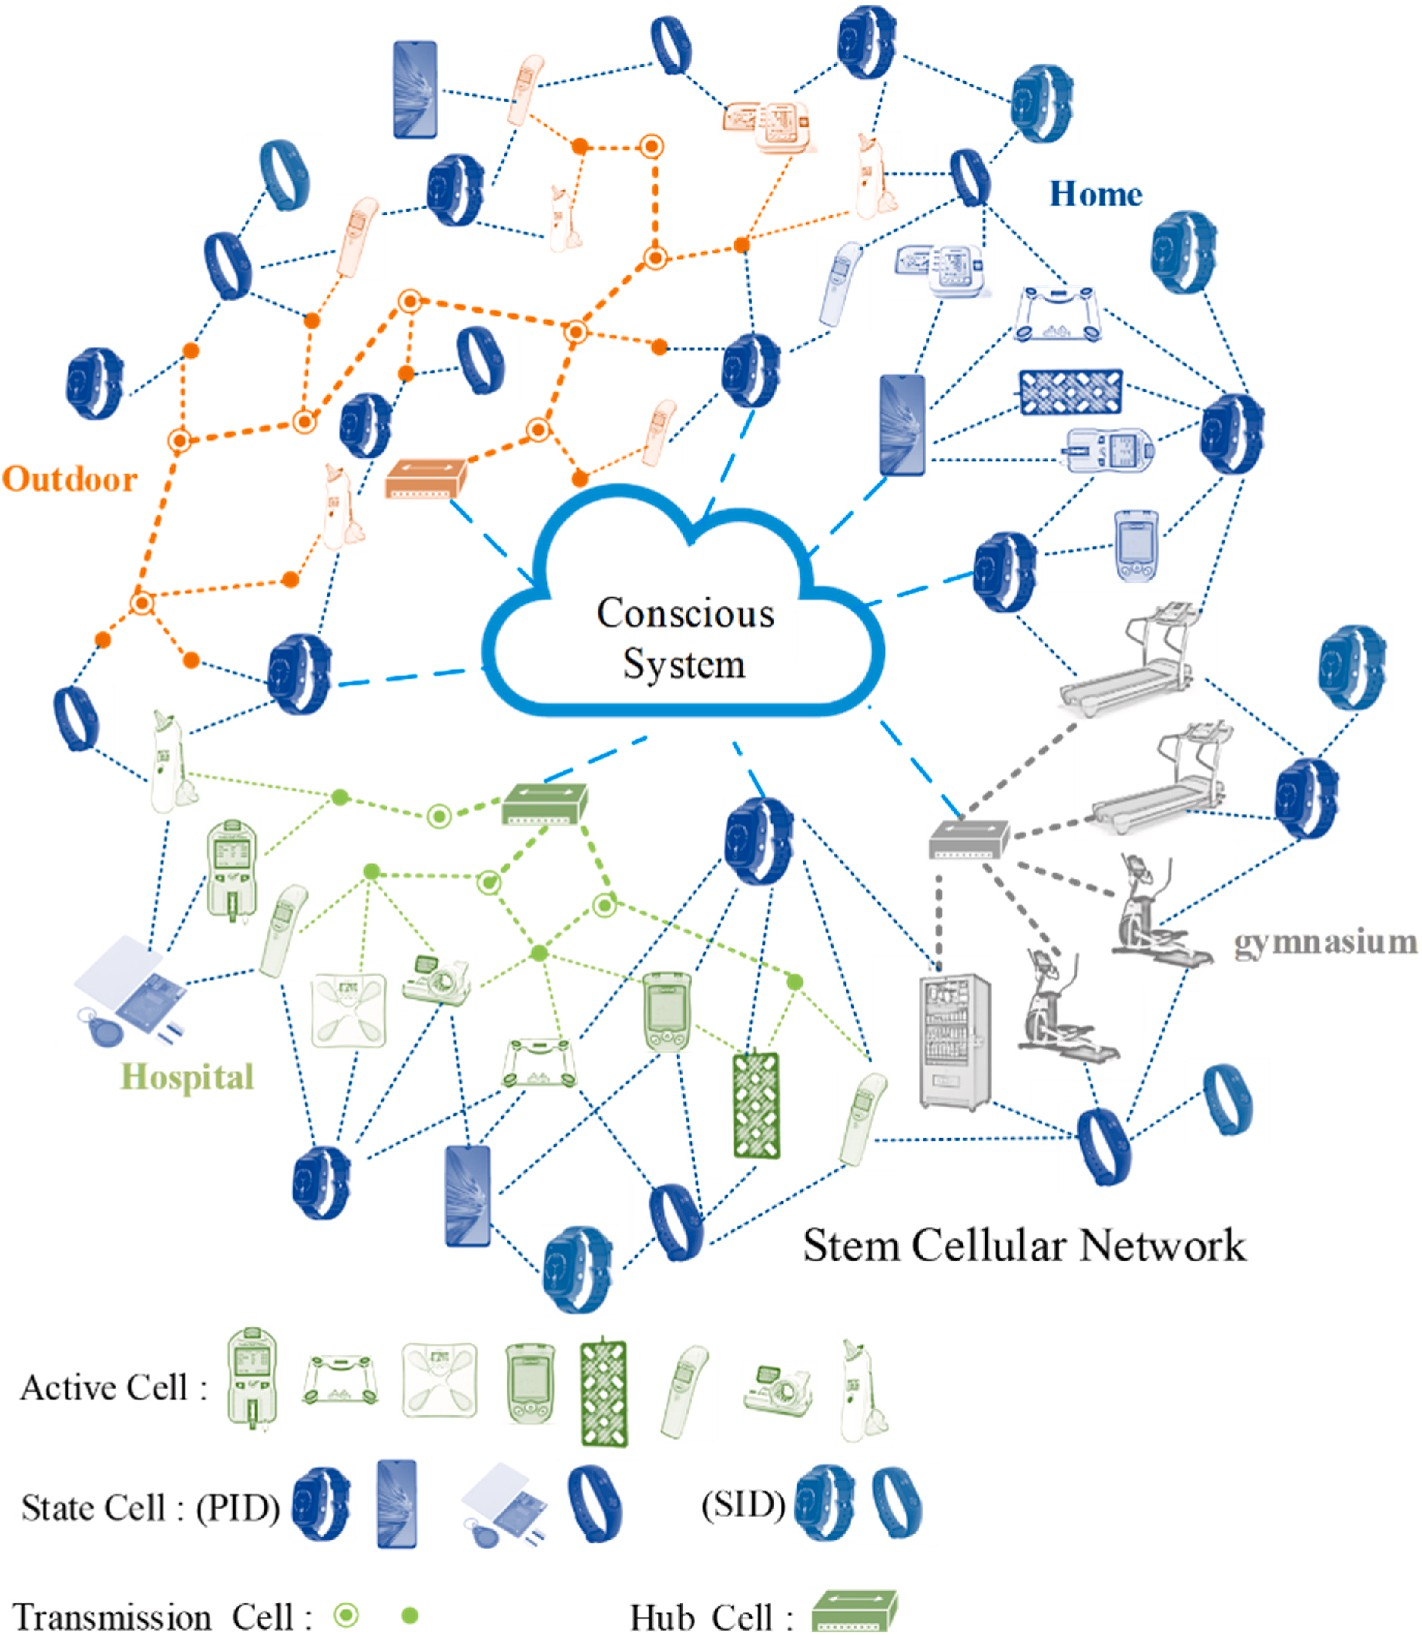 Home
Outdoor
Conscious
System
gymnasium
Hospital
Stem Cellular Network
Active Cell :
State Cell : (PID)
(SID)
Transmission Cell :
Hub Cell :